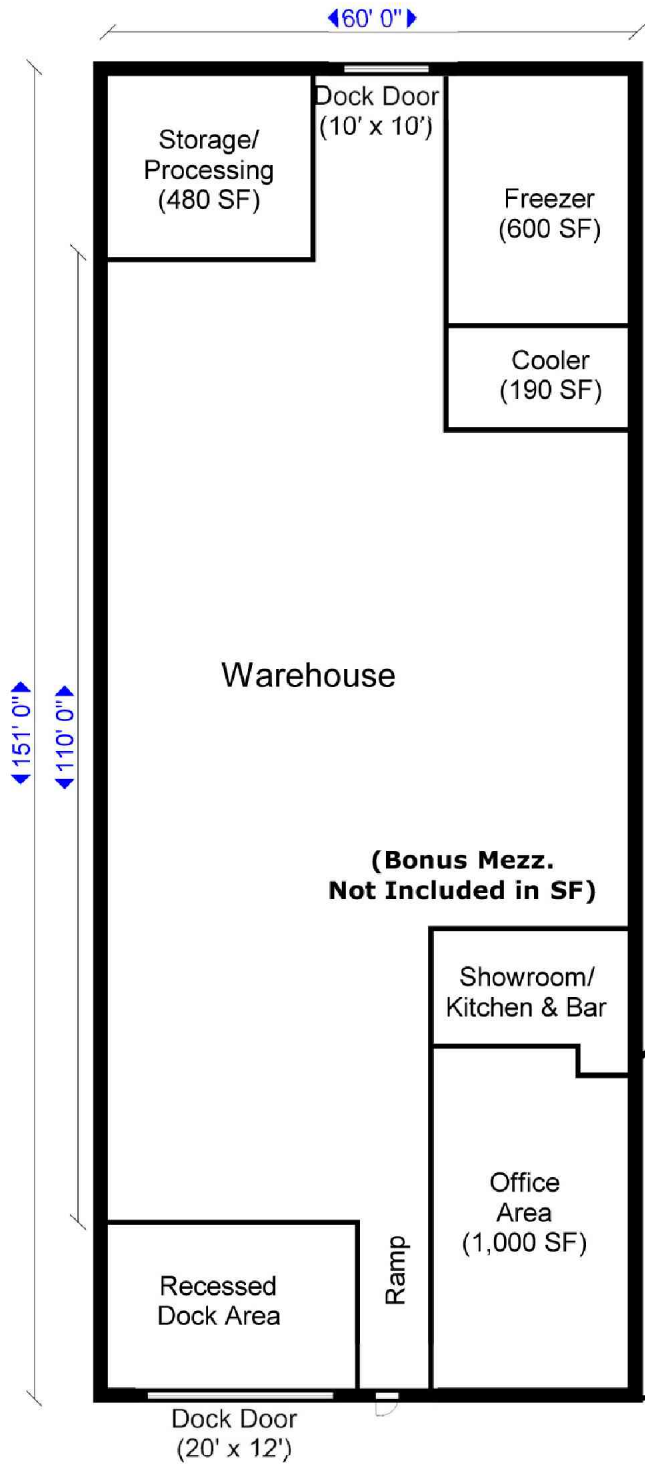 60' 0"
Dock Door
(10' x 10')
Storage/
Processing
(480 SF)
Freezer
(600 SF)
Cooler
(190 SF)
151' 0"
110' 0"
Warehouse
(Bonus Mezz.
Not Included in SF)
Showroom/
Kitchen & Bar
Office
Area
(1,000 SF)
Ramp
Recessed
Dock Area
Dock Door
(20' x 12')